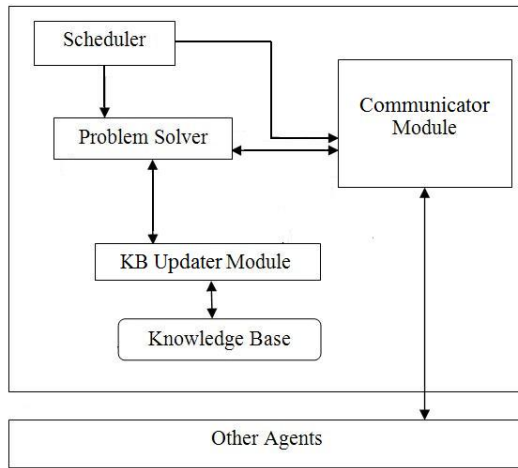 Scheduler
Communicator
Module
Problem Solver
KB Updater Module
Knowledge Base
Other Agents